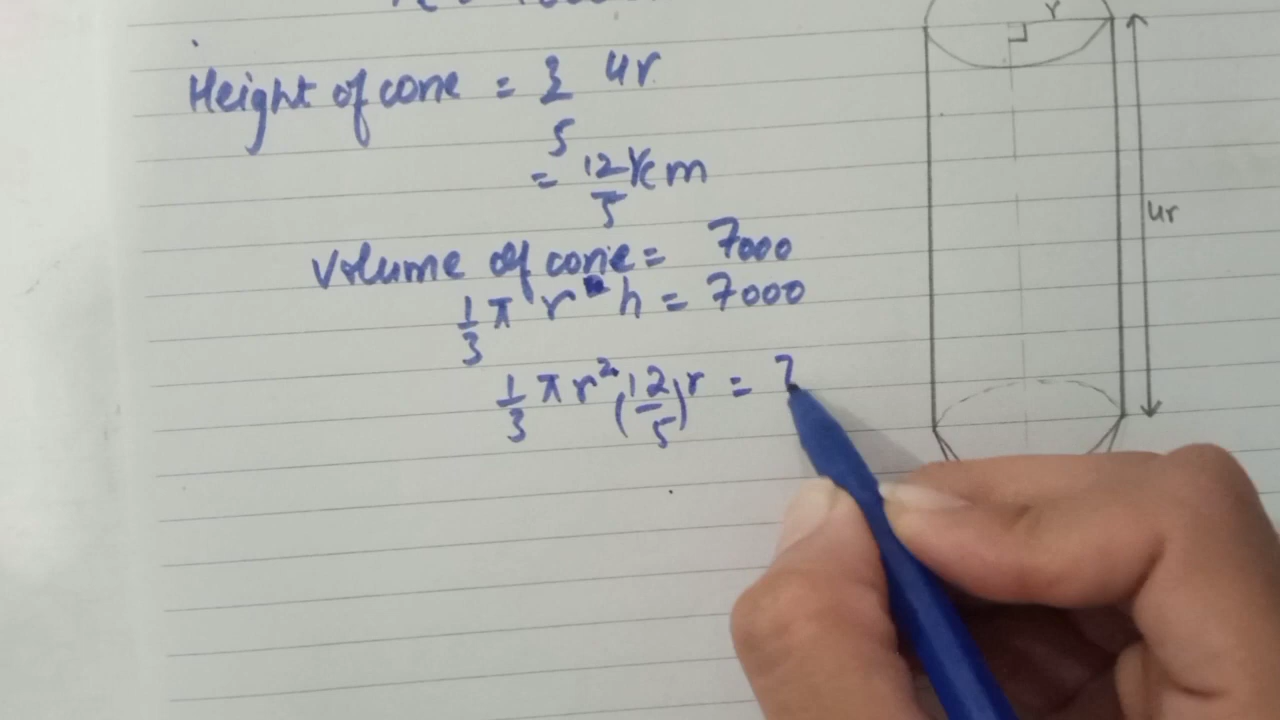 Height of cone = 3/5 4r
= 12/5 r cm
Volume of cone = 7000
1/3 π r² h = 7000
1/3 π r² (12/5) r = 7
r
4r